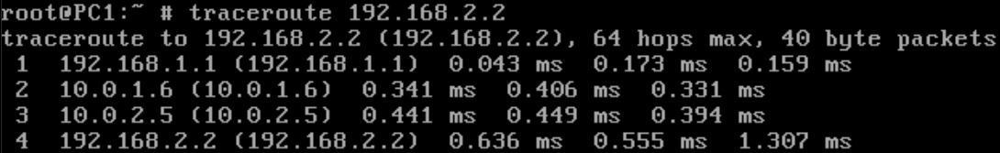 root@PC1:~ # traceroute 192.168.2.2
traceroute to 192.168.2.2 (192.168.2.2), 64 hops max, 40 byte packets
 1  192.168.1.1 (192.168.1.1)  0.043 ms  0.173 ms  0.159 ms
 2  10.0.1.6 (10.0.1.6)  0.341 ms  0.406 ms  0.331 ms
 3  10.0.2.5 (10.0.2.5)  0.441 ms  0.449 ms  0.394 ms
 4  192.168.2.2 (192.168.2.2)  0.636 ms  0.555 ms  1.307 ms